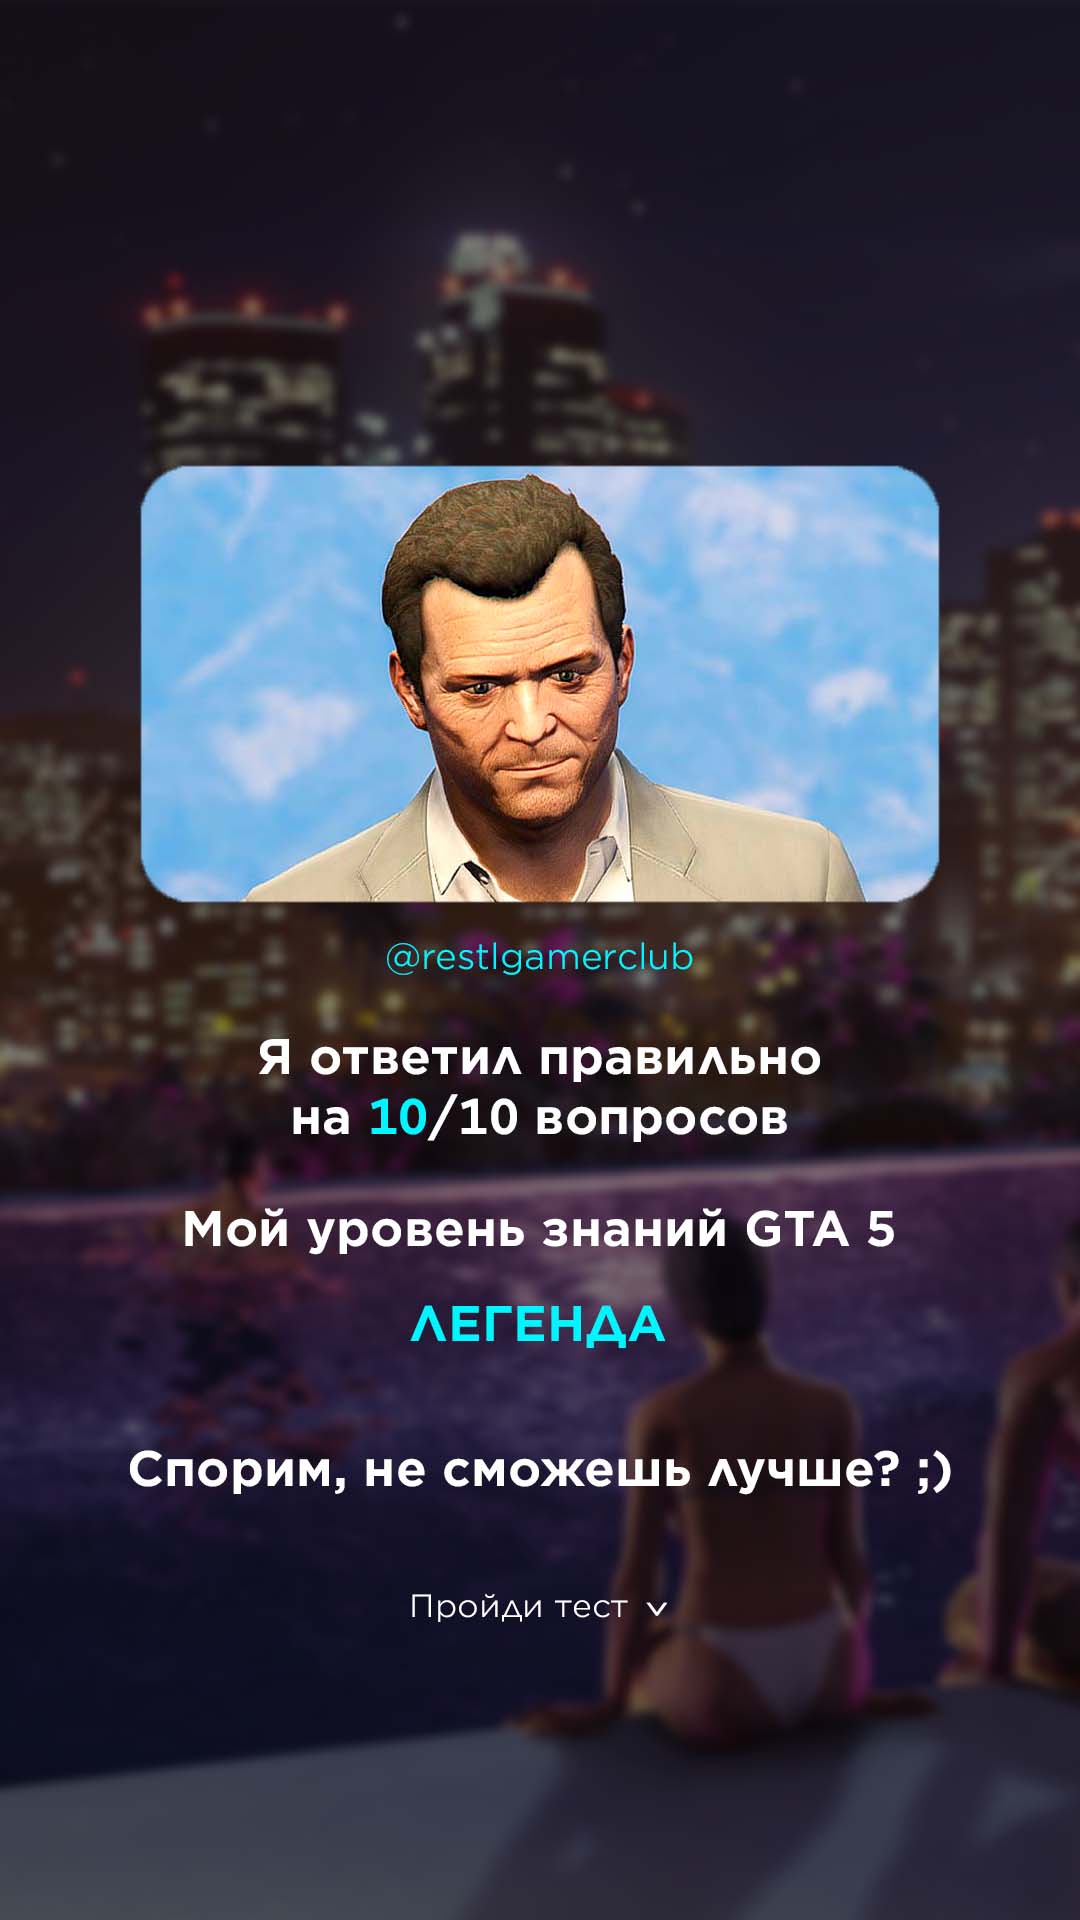 @restlgamerclub
Я ответил правильно
на 10/10 вопросов
Мой уровень знаний GTA 5
ЛЕГЕНДА
Спорим, не сможешь лучше? ;)
Пройди тест